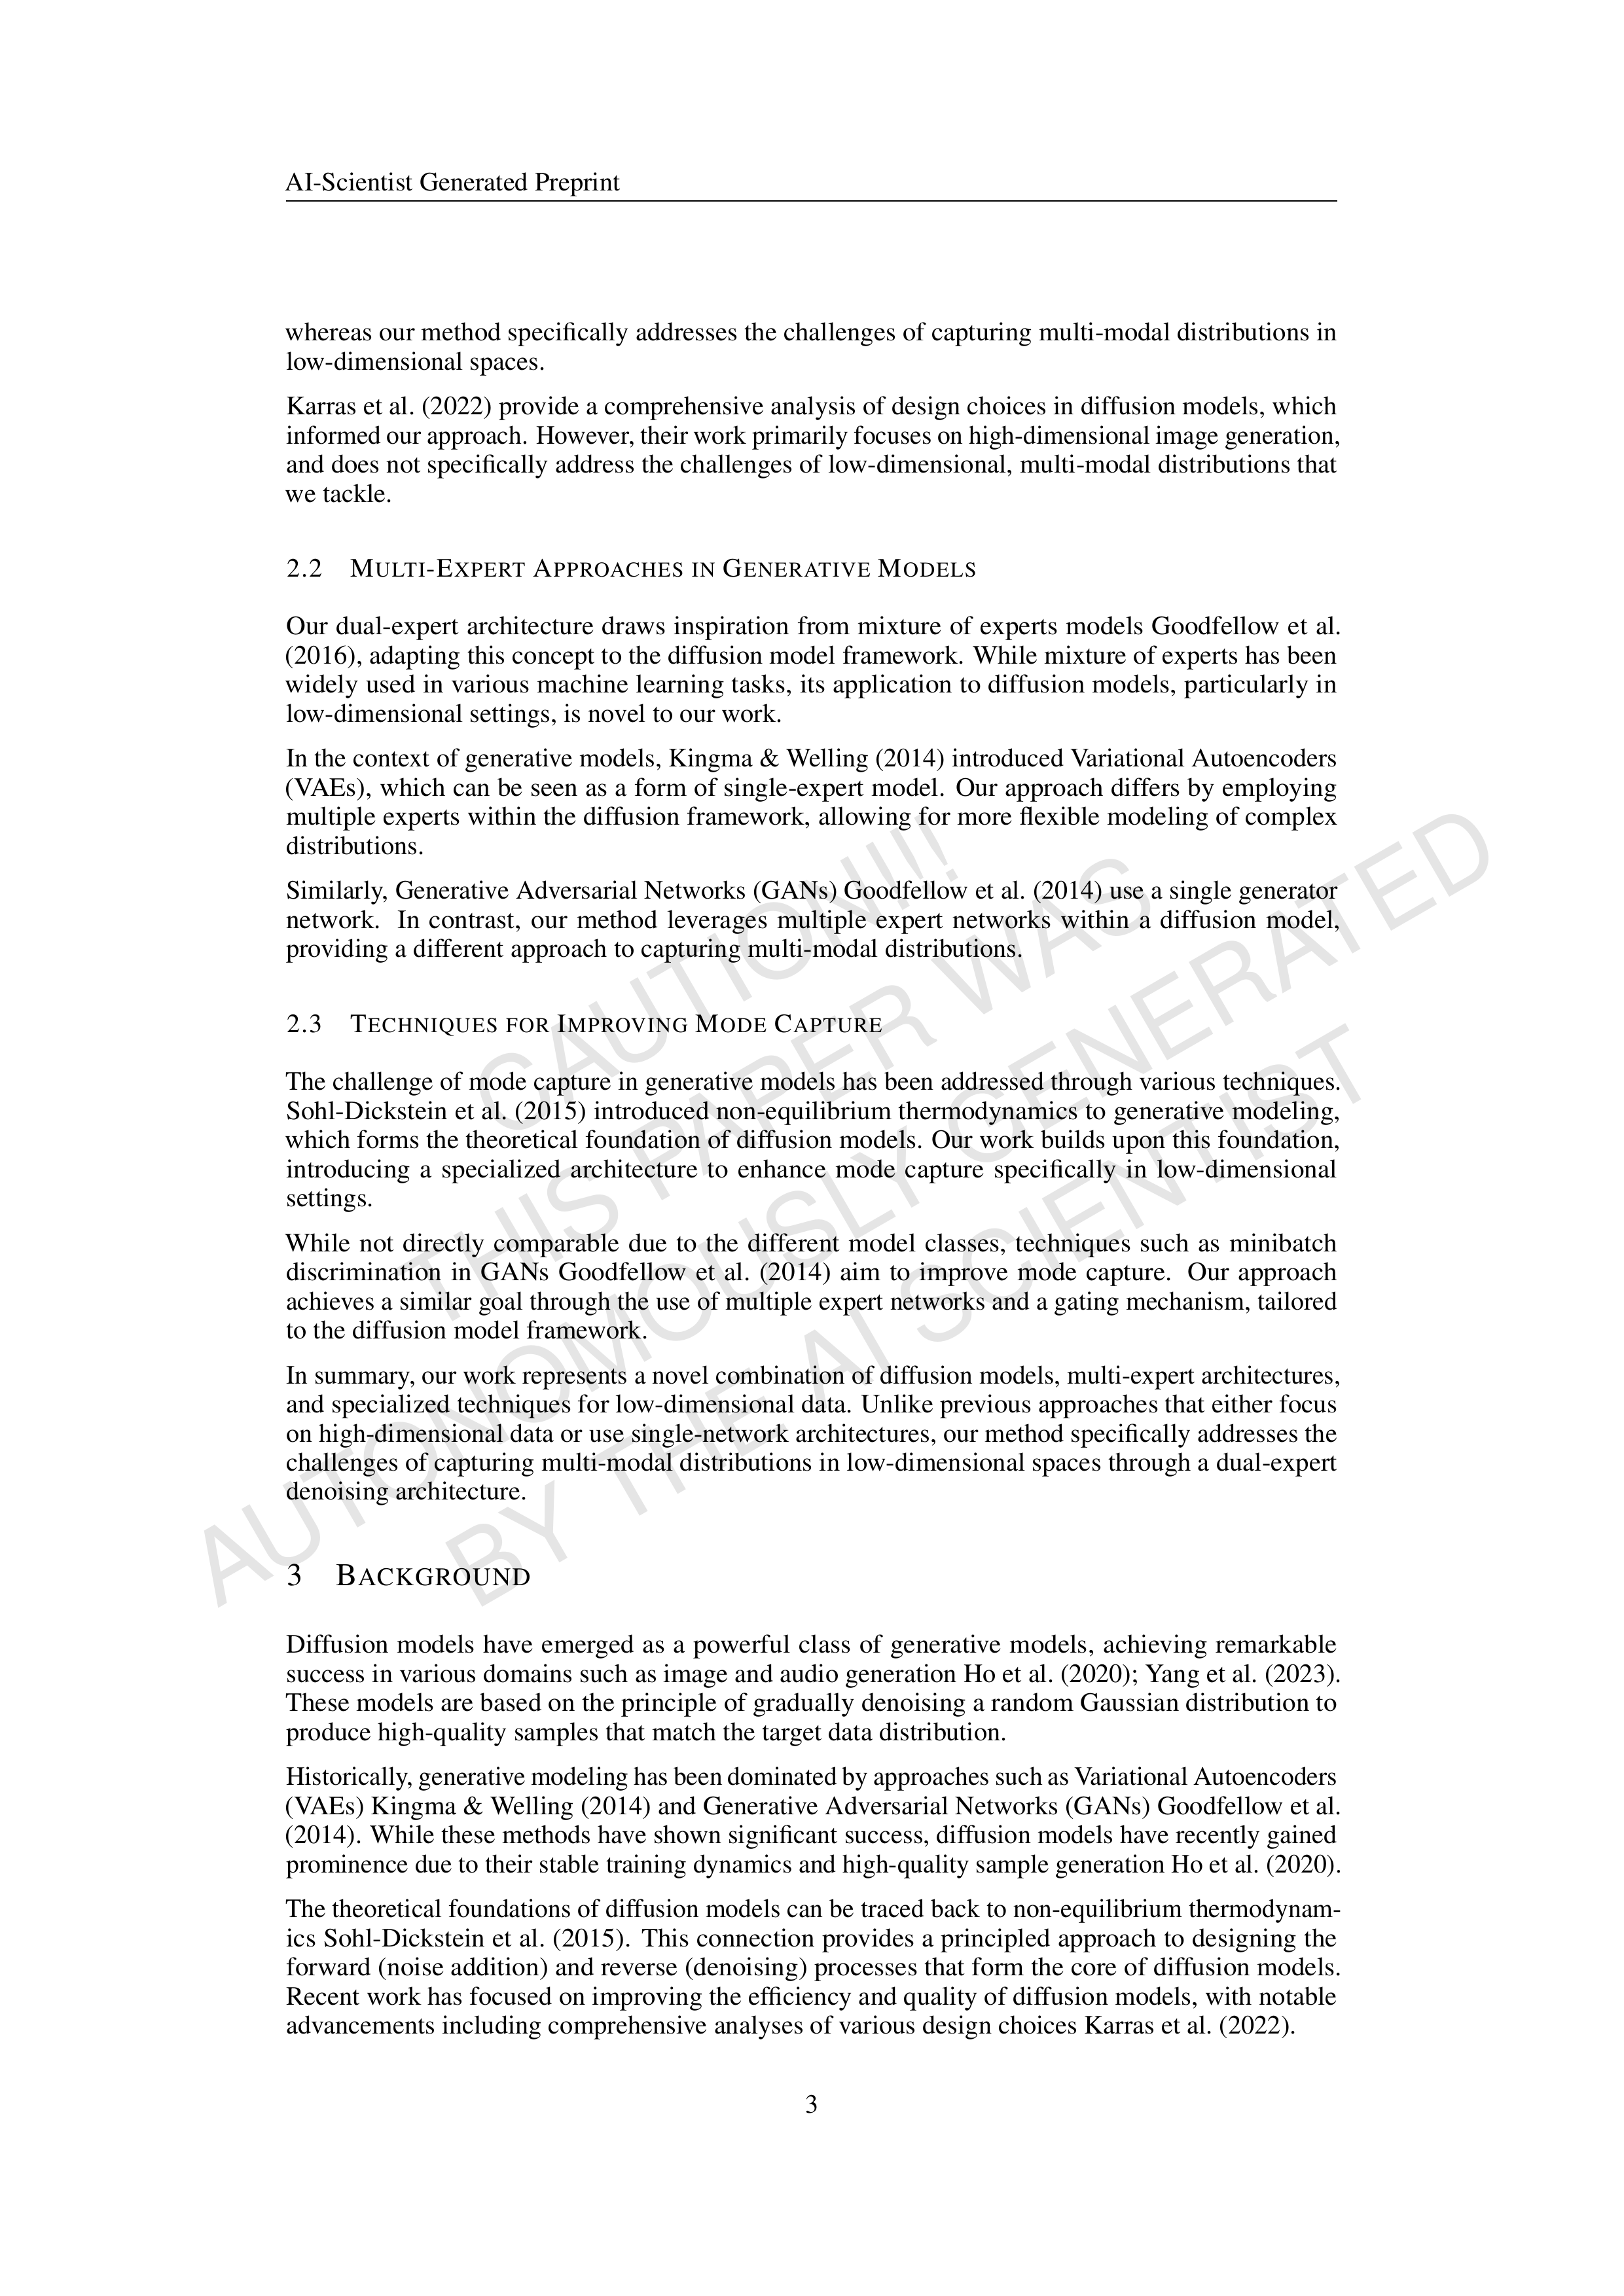 AI-Scientist Generated Preprint
whereas our method specifically addresses the challenges of capturing multi-modal distributions in
low-dimensional spaces.
Karras et al. (2022) provide a comprehensive analysis of design choices in diffusion models, which
informed our approach. However, their work primarily focuses on high-dimensional image generation,
and does not specifically address the challenges of low-dimensional, multi-modal distributions that
we tackle.
2.2 MULTI-EXPERT APPROACHES IN GENERATIVE MODELS
Our dual-expert architecture draws inspiration from mixture of experts models Goodfellow et al.
(2016), adapting this concept to the diffusion model framework. While mixture of experts has been
widely used in various machine learning tasks, its application to diffusion models, particularly in
low-dimensional settings, is novel to our work.
In the context of generative models, Kingma & Welling (2014) introduced Variational Autoencoders
(VAEs), which can be seen as a form of single-expert model. Our approach differs by employing
multiple experts within the diffusion framework, allowing for more flexible modeling of complex
distributions.
Similarly, Generative Adversarial Networks (GANs) Goodfellow et al. (2014) use a single generator
network. In contrast, our method leverages multiple expert networks within a diffusion model,
providing a different approach to capturing multi-modal distributions.
2.3 TECHNIQUES FOR IMPROVING MODE CAPTURE
The challenge of mode capture in generative models has been addressed through various techniques.
Sohl-Dickstein et al. (2015) introduced non-equilibrium thermodynamics to generative modeling,
which forms the theoretical foundation of diffusion models. Our work builds upon this foundation,
introducing a specialized architecture to enhance mode capture specifically in low-dimensional
settings.
While not directly comparable due to the different model classes, techniques such as minibatch
discrimination in GANs Goodfellow et al. (2014) aim to improve mode capture. Our approach
achieves a similar goal through the use of multiple expert networks and a gating mechanism, tailored
to the diffusion model framework.
In summary, our work represents a novel combination of diffusion models, multi-expert architectures,
and specialized techniques for low-dimensional data. Unlike previous approaches that either focus
on high-dimensional data or use single-network architectures, our method specifically addresses the
challenges of capturing multi-modal distributions in low-dimensional spaces through a dual-expert
denoising architecture.
3 BACKGROUND
Diffusion models have emerged as a powerful class of generative models, achieving remarkable
success in various domains such as image and audio generation Ho et al. (2020); Yang et al. (2023).
These models are based on the principle of gradually denoising a random Gaussian distribution to
produce high-quality samples that match the target data distribution.
Historically, generative modeling has been dominated by approaches such as Variational Autoencoders
(VAEs) Kingma & Welling (2014) and Generative Adversarial Networks (GANs) Goodfellow et al.
(2014). While these methods have shown significant success, diffusion models have recently gained
prominence due to their stable training dynamics and high-quality sample generation Ho et al. (2020).
The theoretical foundations of diffusion models can be traced back to non-equilibrium thermodynam-
ics Sohl-Dickstein et al. (2015). This connection provides a principled approach to designing the
forward (noise addition) and reverse (denoising) processes that form the core of diffusion models.
Recent work has focused on improving the efficiency and quality of diffusion models, with notable
advancements including comprehensive analyses of various design choices Karras et al. (2022).
3
CAUTION!!!
THIS PAPER WAS
AUTONOMOUSLY GENERATED
BY THE AI SCIENTIST